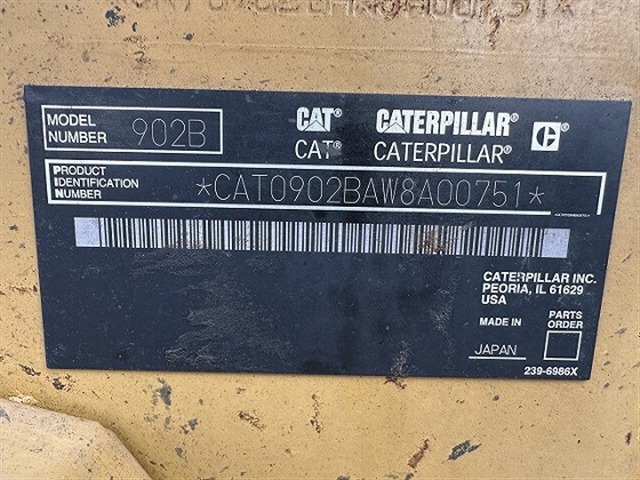 MODEL NUMBER 902B
CAT® CATERPILLAR® C
CAT® CATERPILLAR®
PRODUCT
IDENTIFICATION
NUMBER
*CAT0902BAW8A00751*
CATERPILLAR INC.
PEORIA, IL 61629
USA
MADE IN
JAPAN
PARTS
ORDER
239-6986X